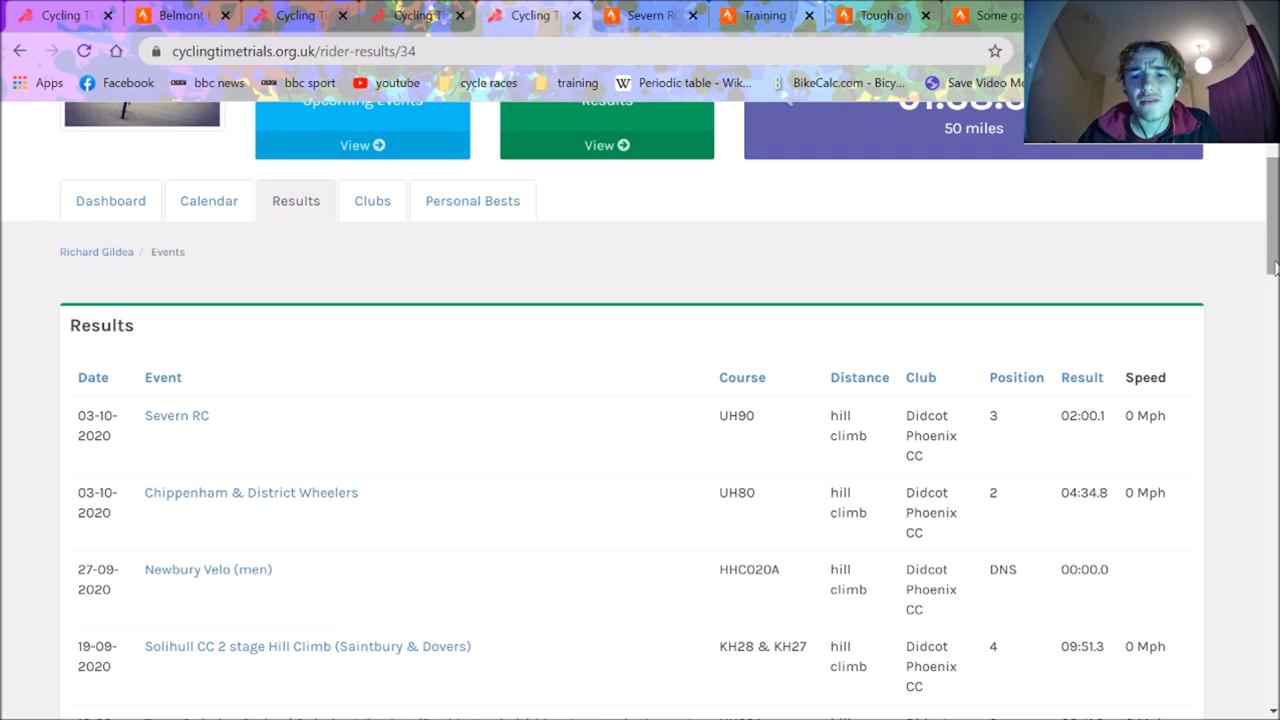 Cycling Ti
Belmont H
Cycling Ti
Cycling T
Cycling T
Severn RC
Training L
Tough on
Some go
cyclingtimetrials.org.uk/rider-results/34
Apps
Facebook
BBC bbc news
BBC bbc sport
youtube
cycle races
training
W Periodic table - Wik...
BikeCalc.com - Bicy...
Save Video Me
Upcoming Events
View
Results
View
50 miles
Dashboard
Calendar
Results
Clubs
Personal Bests
Richard Gildea / Events
Results
Date Event Course Distance Club Position Result Speed
03-10- Severn RC UH90 hill Didcot 3 02:00.1 0 Mph
2020 climb Phoenix
CC
03-10- Chippenham & District Wheelers UH80 hill Didcot 2 04:34.8 0 Mph
2020 climb Phoenix
CC
27-09- Newbury Velo (men) HHC020A hill Didcot DNS 00:00.0
2020 climb Phoenix
CC
19-09- Solihull CC 2 stage Hill Climb (Saintbury & Dovers) KH28 & KH27 hill Didcot 4 09:51.3 0 Mph
2020 climb Phoenix
CC